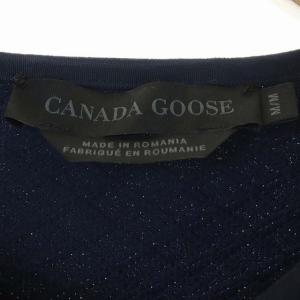 CANADA GOOSE
M/M
MADE IN ROMANIA
FABRIQUÉ EN ROUMANIE